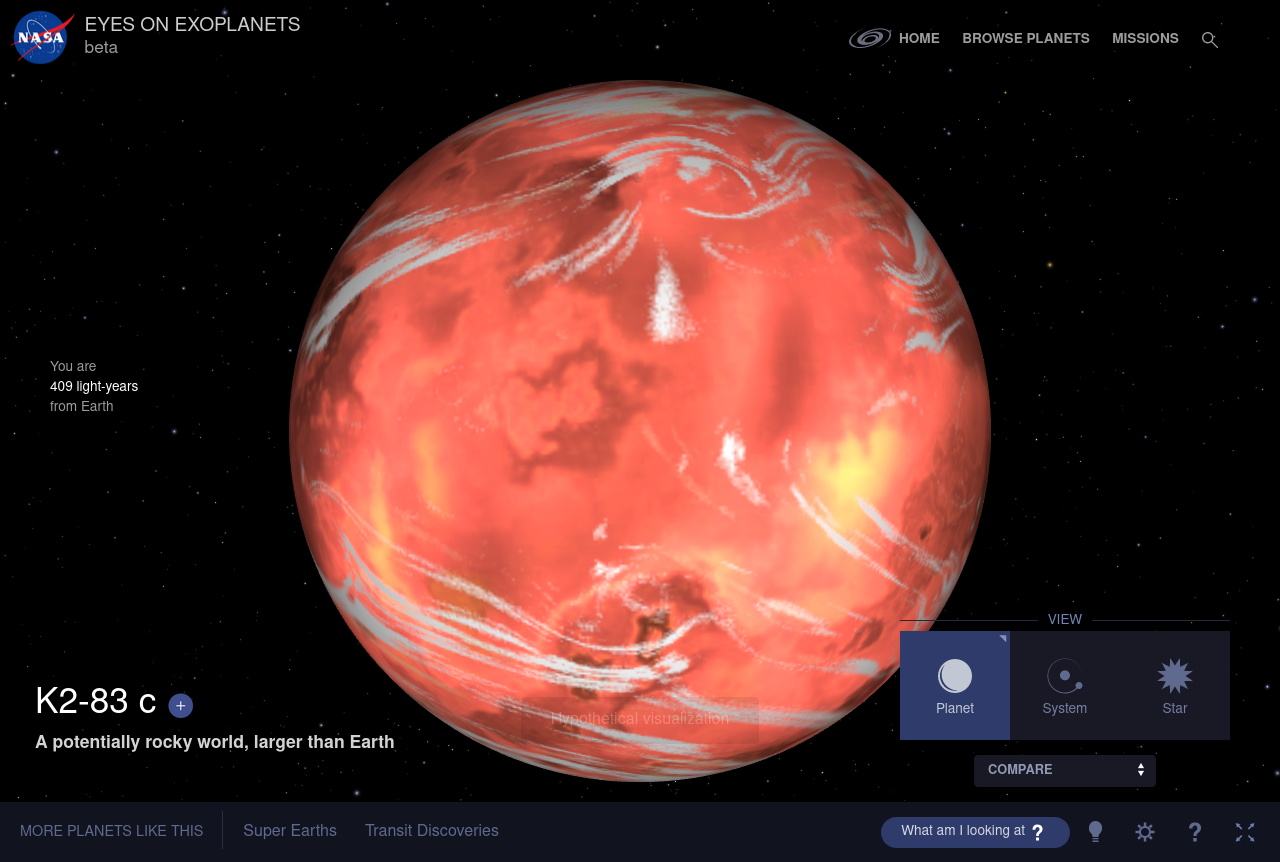 NASA
EYES ON EXOPLANETS
beta
HOME
BROWSE PLANETS
MISSIONS
You are
409 light-years
from Earth
VIEW
Planet
System
Star
K2-83 c +
Hypothetical visualization
A potentially rocky world, larger than Earth
COMPARE
MORE PLANETS LIKE THIS
Super Earths
Transit Discoveries
What am I looking at ?
?